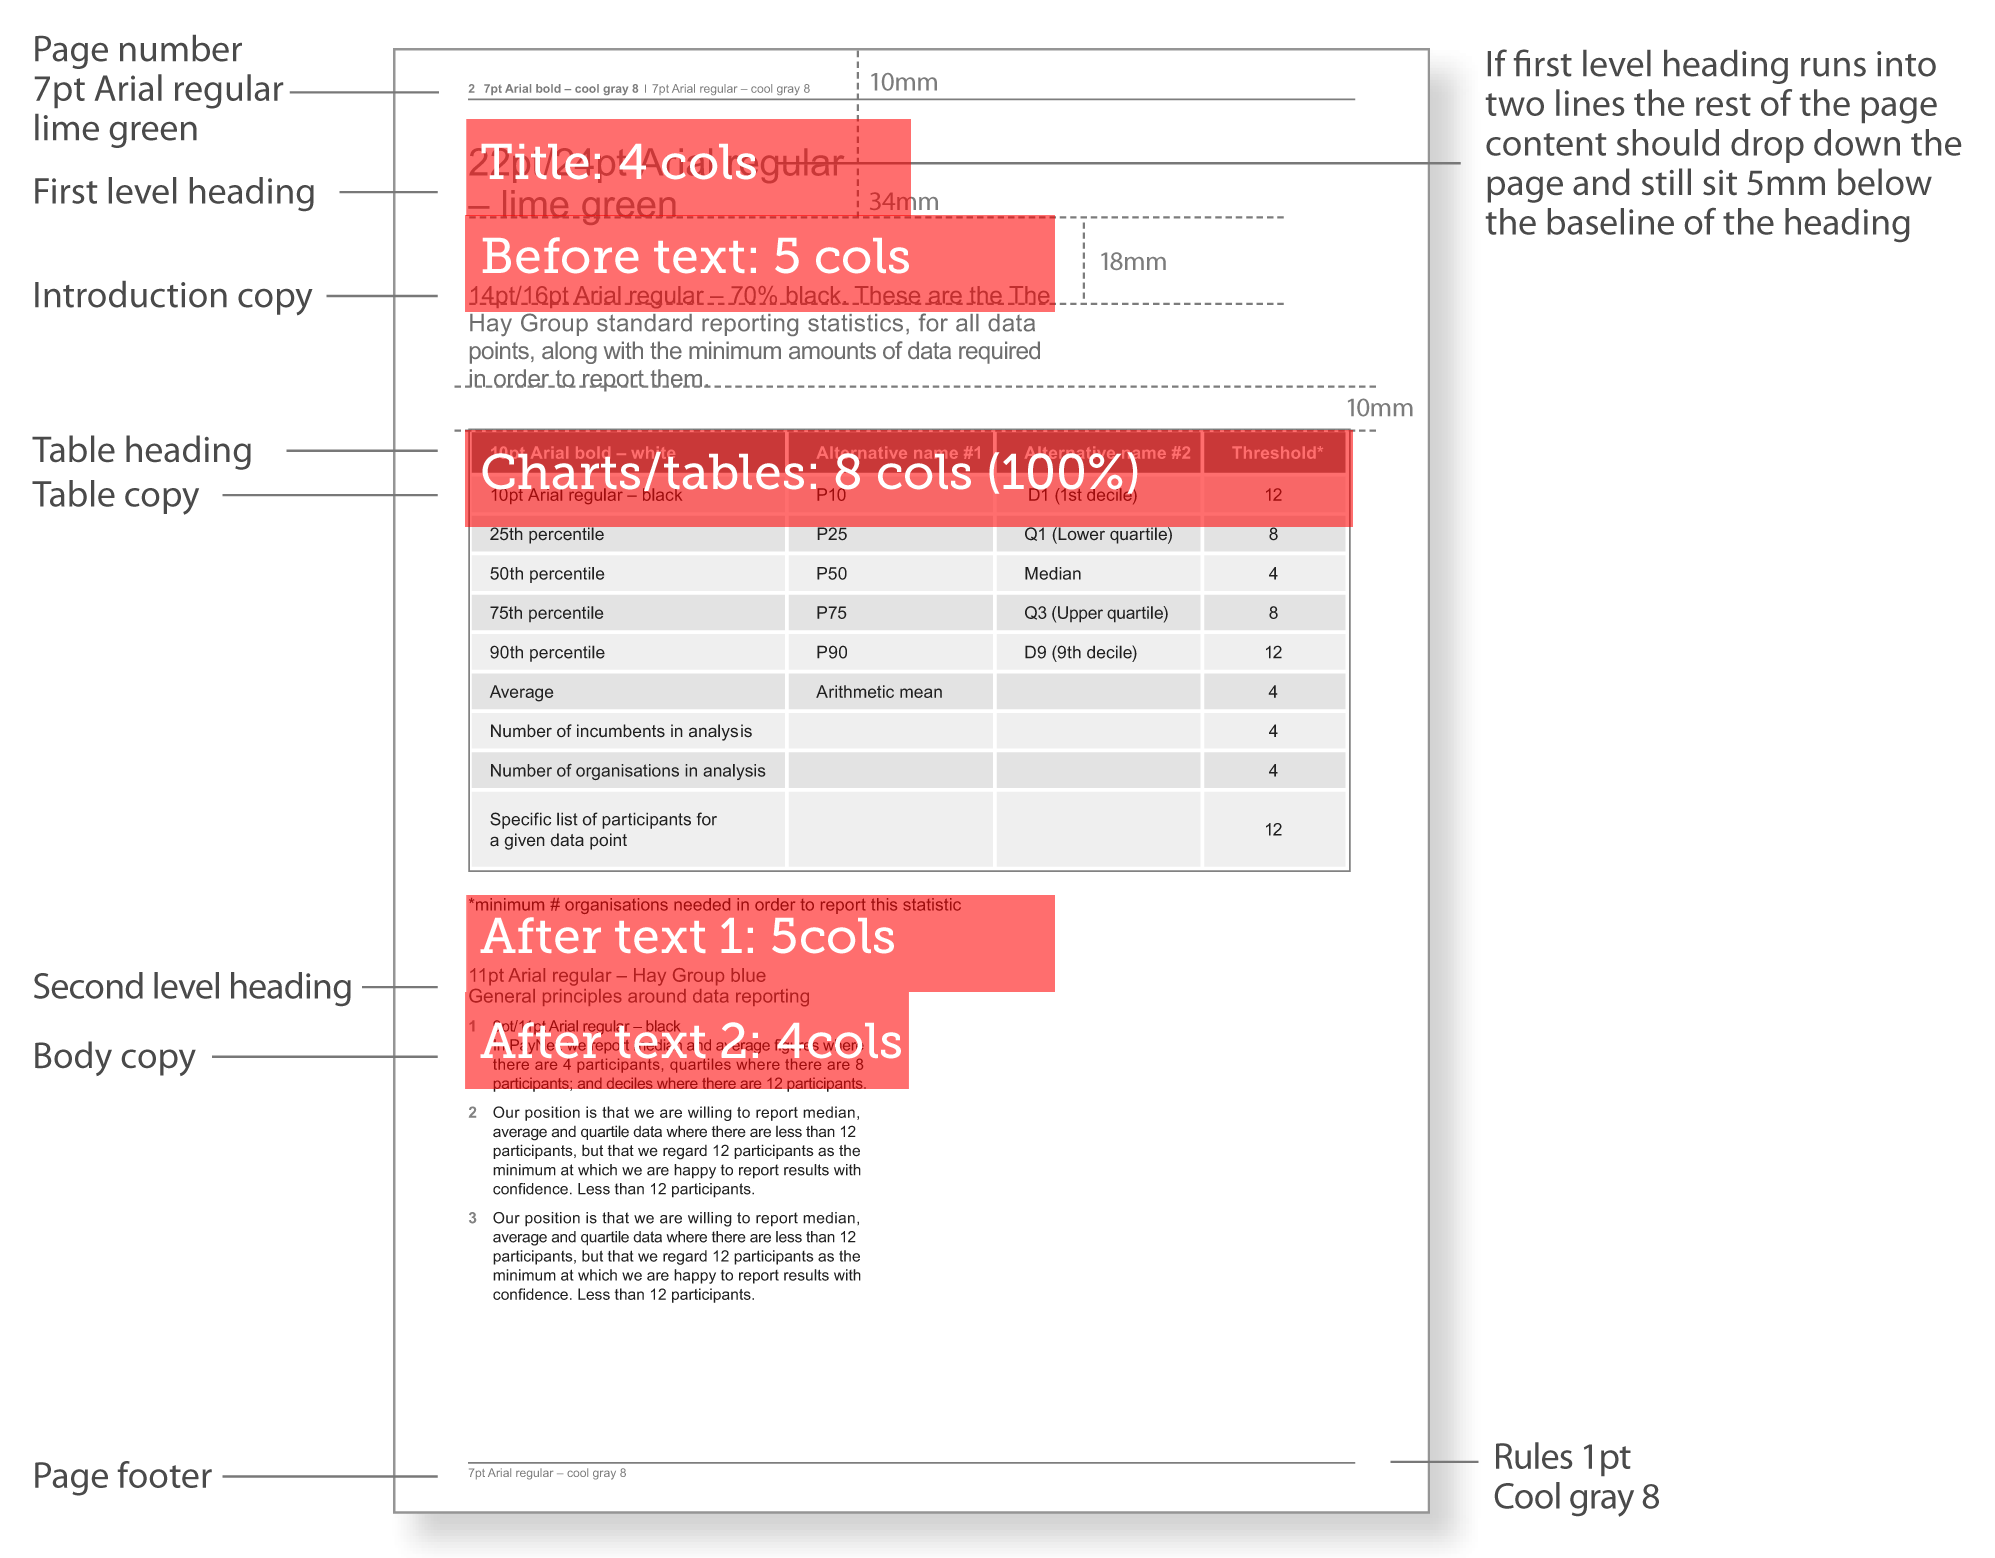 Page number
7pt Arial regular
lime green
First level heading
Introduction copy
Table heading
Table copy
Second level heading
Body copy
Page footer
2 7pt Arial bold – cool gray 8 | 7pt Arial regular – cool gray 8
10mm
22pt/24pt Arial regular
– lime green
Title: 4 cols
34mm
Before text: 5 cols
18mm
14pt/16pt Arial regular – 70% black. These are the The
Hay Group standard reporting statistics, for all data
points, along with the minimum amounts of data required
in order to report them.
10mm
10pt Arial bold – white Alternative name #1 Alternative name #2 Threshold*
Charts/tables: 8 cols (100%)
10pt Arial regular – black P10 D1 (1st decile) 12
25th percentile P25 Q1 (Lower quartile) 8
50th percentile P50 Median 4
75th percentile P75 Q3 (Upper quartile) 8
90th percentile P90 D9 (9th decile) 12
Average Arithmetic mean 4
Number of incumbents in analysis 4
Number of organisations in analysis 4
Specific list of participants for
a given data point 12
*minimum # organisations needed in order to report this statistic
After text 1: 5cols
11pt Arial regular – Hay Group blue
General principles around data reporting
1 Arial regular – black
After text 2: 4cols
we report median and average figures where
there are 4 participants, quartiles where there are 8
participants; and deciles where there are 12 participants.
2 Our position is that we are willing to report median,
average and quartile data where there are less than 12
participants, but that we regard 12 participants as the
minimum at which we are happy to report results with
confidence. Less than 12 participants.
3 Our position is that we are willing to report median,
average and quartile data where there are less than 12
participants, but that we regard 12 participants as the
minimum at which we are happy to report results with
confidence. Less than 12 participants.
7pt Arial regular – cool gray 8
If first level heading runs into
two lines the rest of the page
content should drop down the
page and still sit 5mm below
the baseline of the heading
Rules 1pt
Cool gray 8